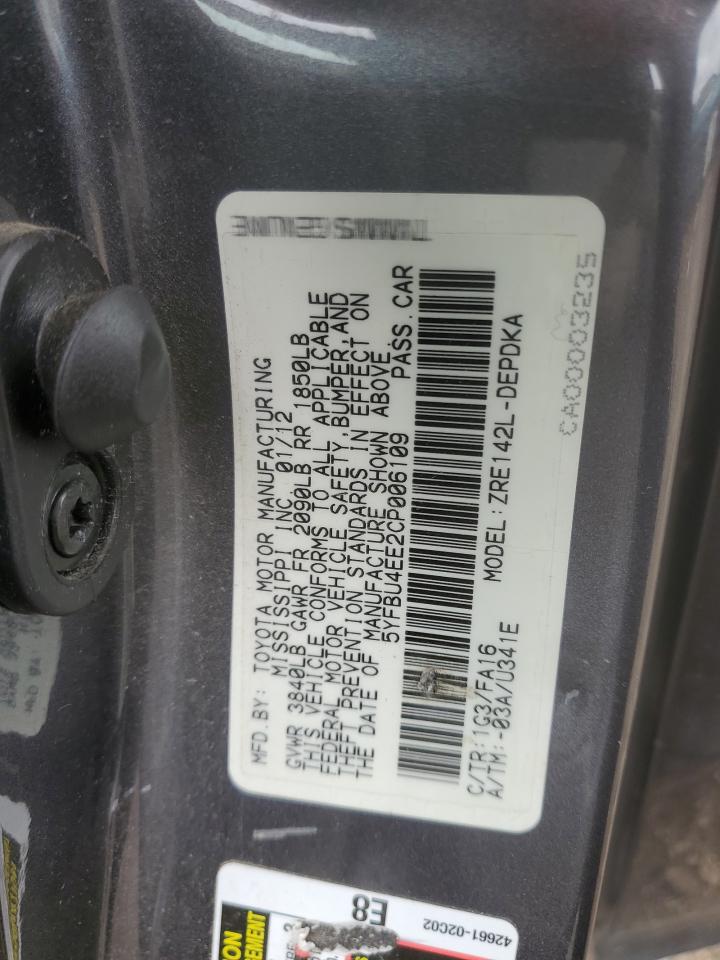 MFD.BY: TOYOTA MOTOR MANUFACTURING
MISSISSIPPI INC. 01/12
GVWR 3840LB GAWR FR 2090LB RR 1850LB
THIS VEHICLE CONFORMS TO ALL APPLICABLE
FEDERAL MOTOR VEHICLE SAFETY,BUMPER,AND
THEFT PREVENTION STANDARDS IN EFFECT ON
THE DATE OF MANUFACTURE SHOWN ABOVE.
5YFBU4EE2CP006109 PASS.CAR
C/TR:1G3/FA16 MODEL:ZRE142L-DEPDKA
A/TM:-03A/U341E
CA00003235
GENUINE
E8
42661-02C02